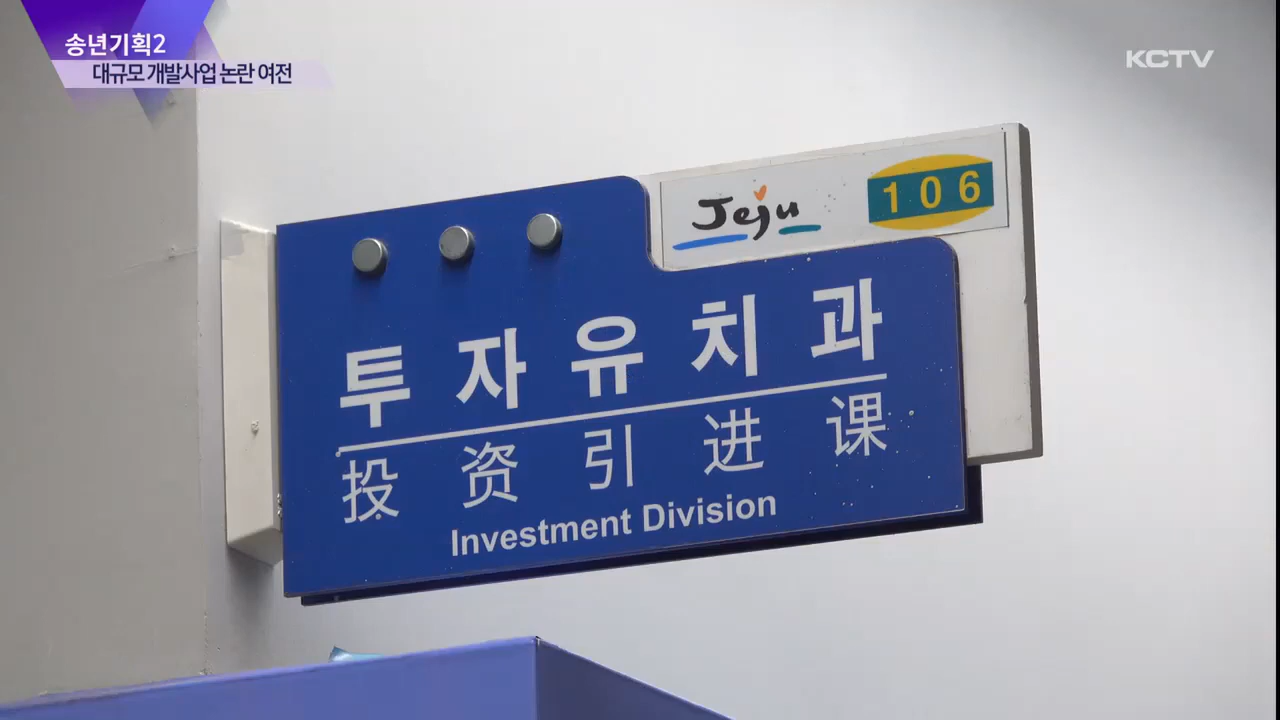 송년기획2
대규모 개발사업 논란 여전
KCTV
Jeju
106
투자유치과
投资引进课
Investment Division